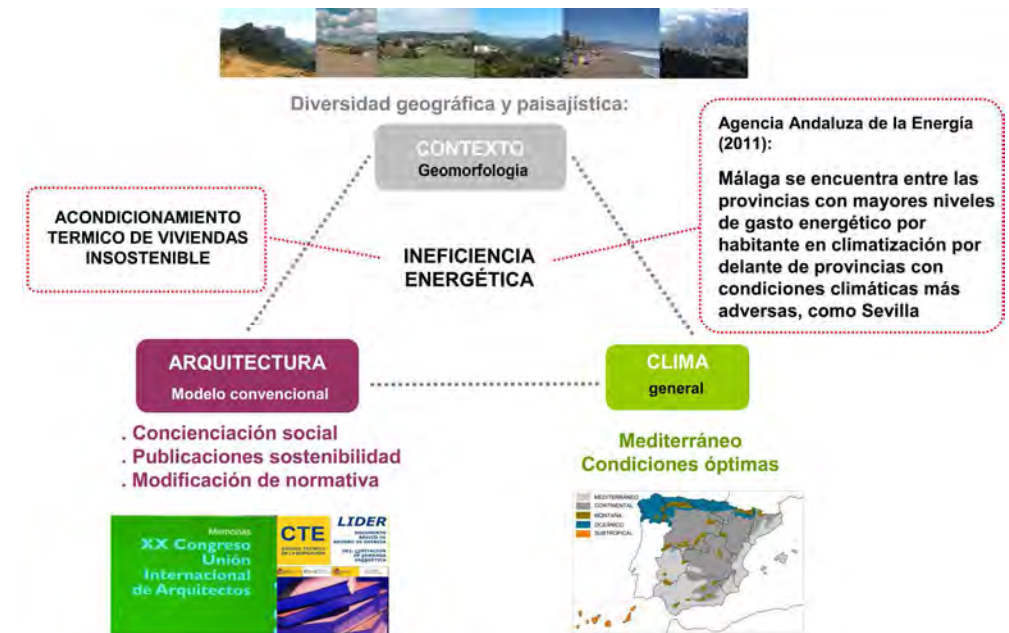 Diversidad geográfica y paisajística:
CONTEXTO
Geomorfologia
Agencia Andaluza de la Energía
(2011):
Málaga se encuentra entre las
provincias con mayores niveles
de gasto energético por
habitante en climatización por
delante de provincias con
condiciones climáticas más
adversas, como Sevilla
ACONDICIONAMIENTO
TERMICO DE VIVIENDAS
INSOSTENIBLE
INEFICIENCIA
ENERGÉTICA
ARQUITECTURA
Modelo convencional
CLIMA
general
. Concienciación social
. Publicaciones sostenibilidad
. Modificación de normativa
Mediterráneo
Condiciones óptimas
Memorias
XX Congreso
Unión
Internacional
de Arquitectos
CTE
LIDER
MEDITERRÁNEO
CONTINENTAL
MONTAÑA
OCEÁNICO
SUBTROPICAL